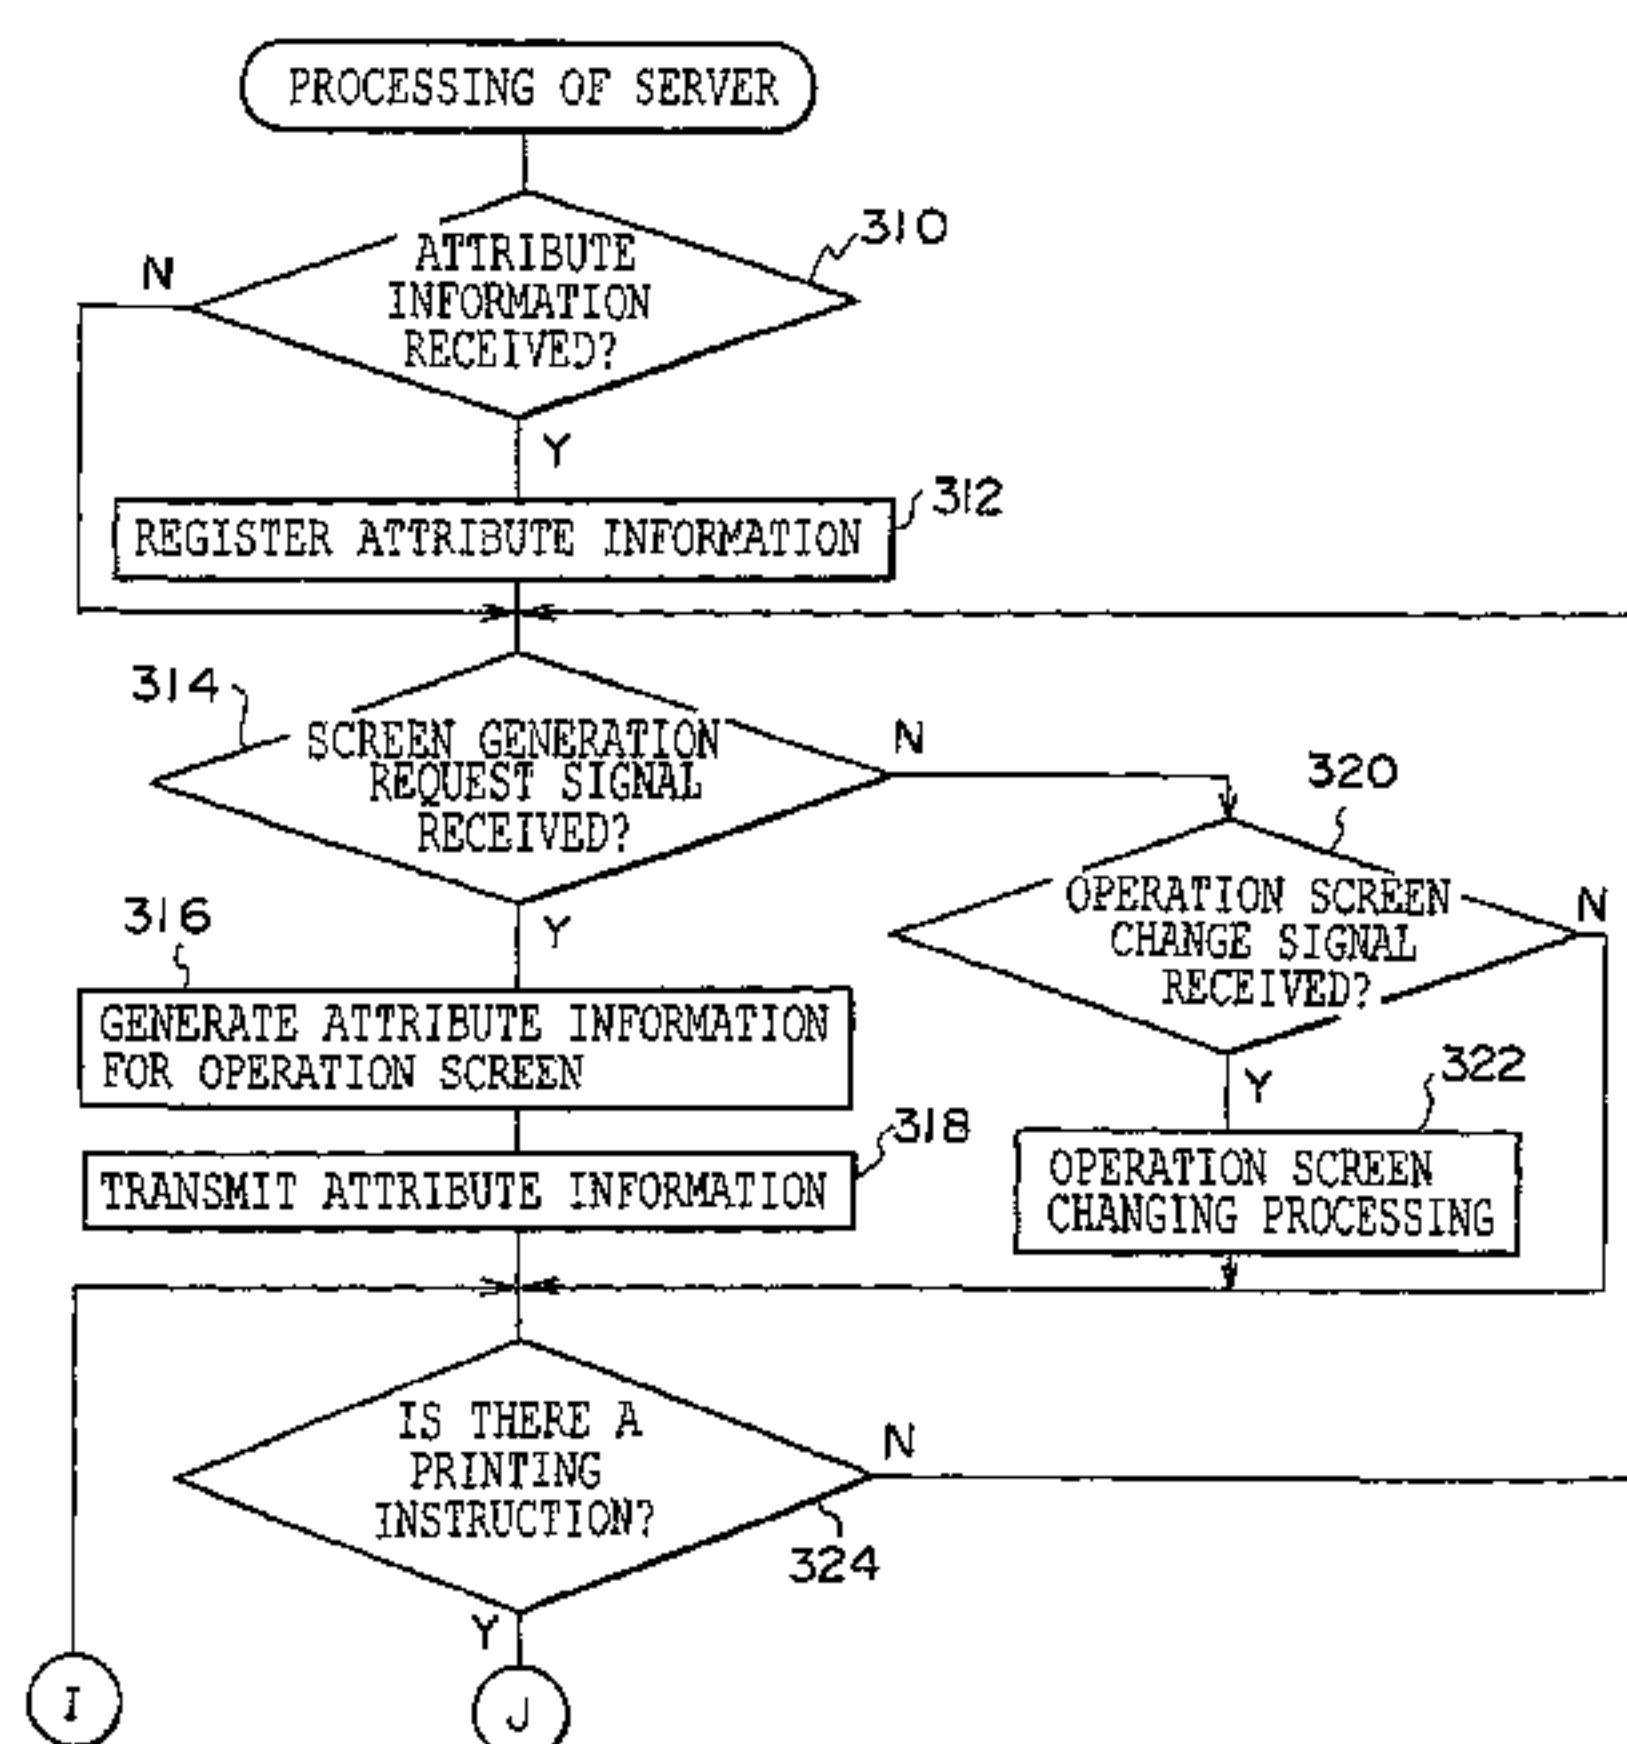 PROCESSING OF SERVER
310
N
ATTRIBUTE
INFORMATION
RECEIVED?
Y
312
REGISTER ATTRIBUTE INFORMATION
314
SCREEN GENERATION
REQUEST SIGNAL
RECEIVED?
N
Y
320
OPERATION SCREEN
CHANGE SIGNAL
RECEIVED?
N
Y
316
GENERATE ATTRIBUTE INFORMATION
FOR OPERATION SCREEN
318
TRANSMIT ATTRIBUTE INFORMATION
322
OPERATION SCREEN
CHANGING PROCESSING
IS THERE A
PRINTING
INSTRUCTION?
N
324
Y
I
J